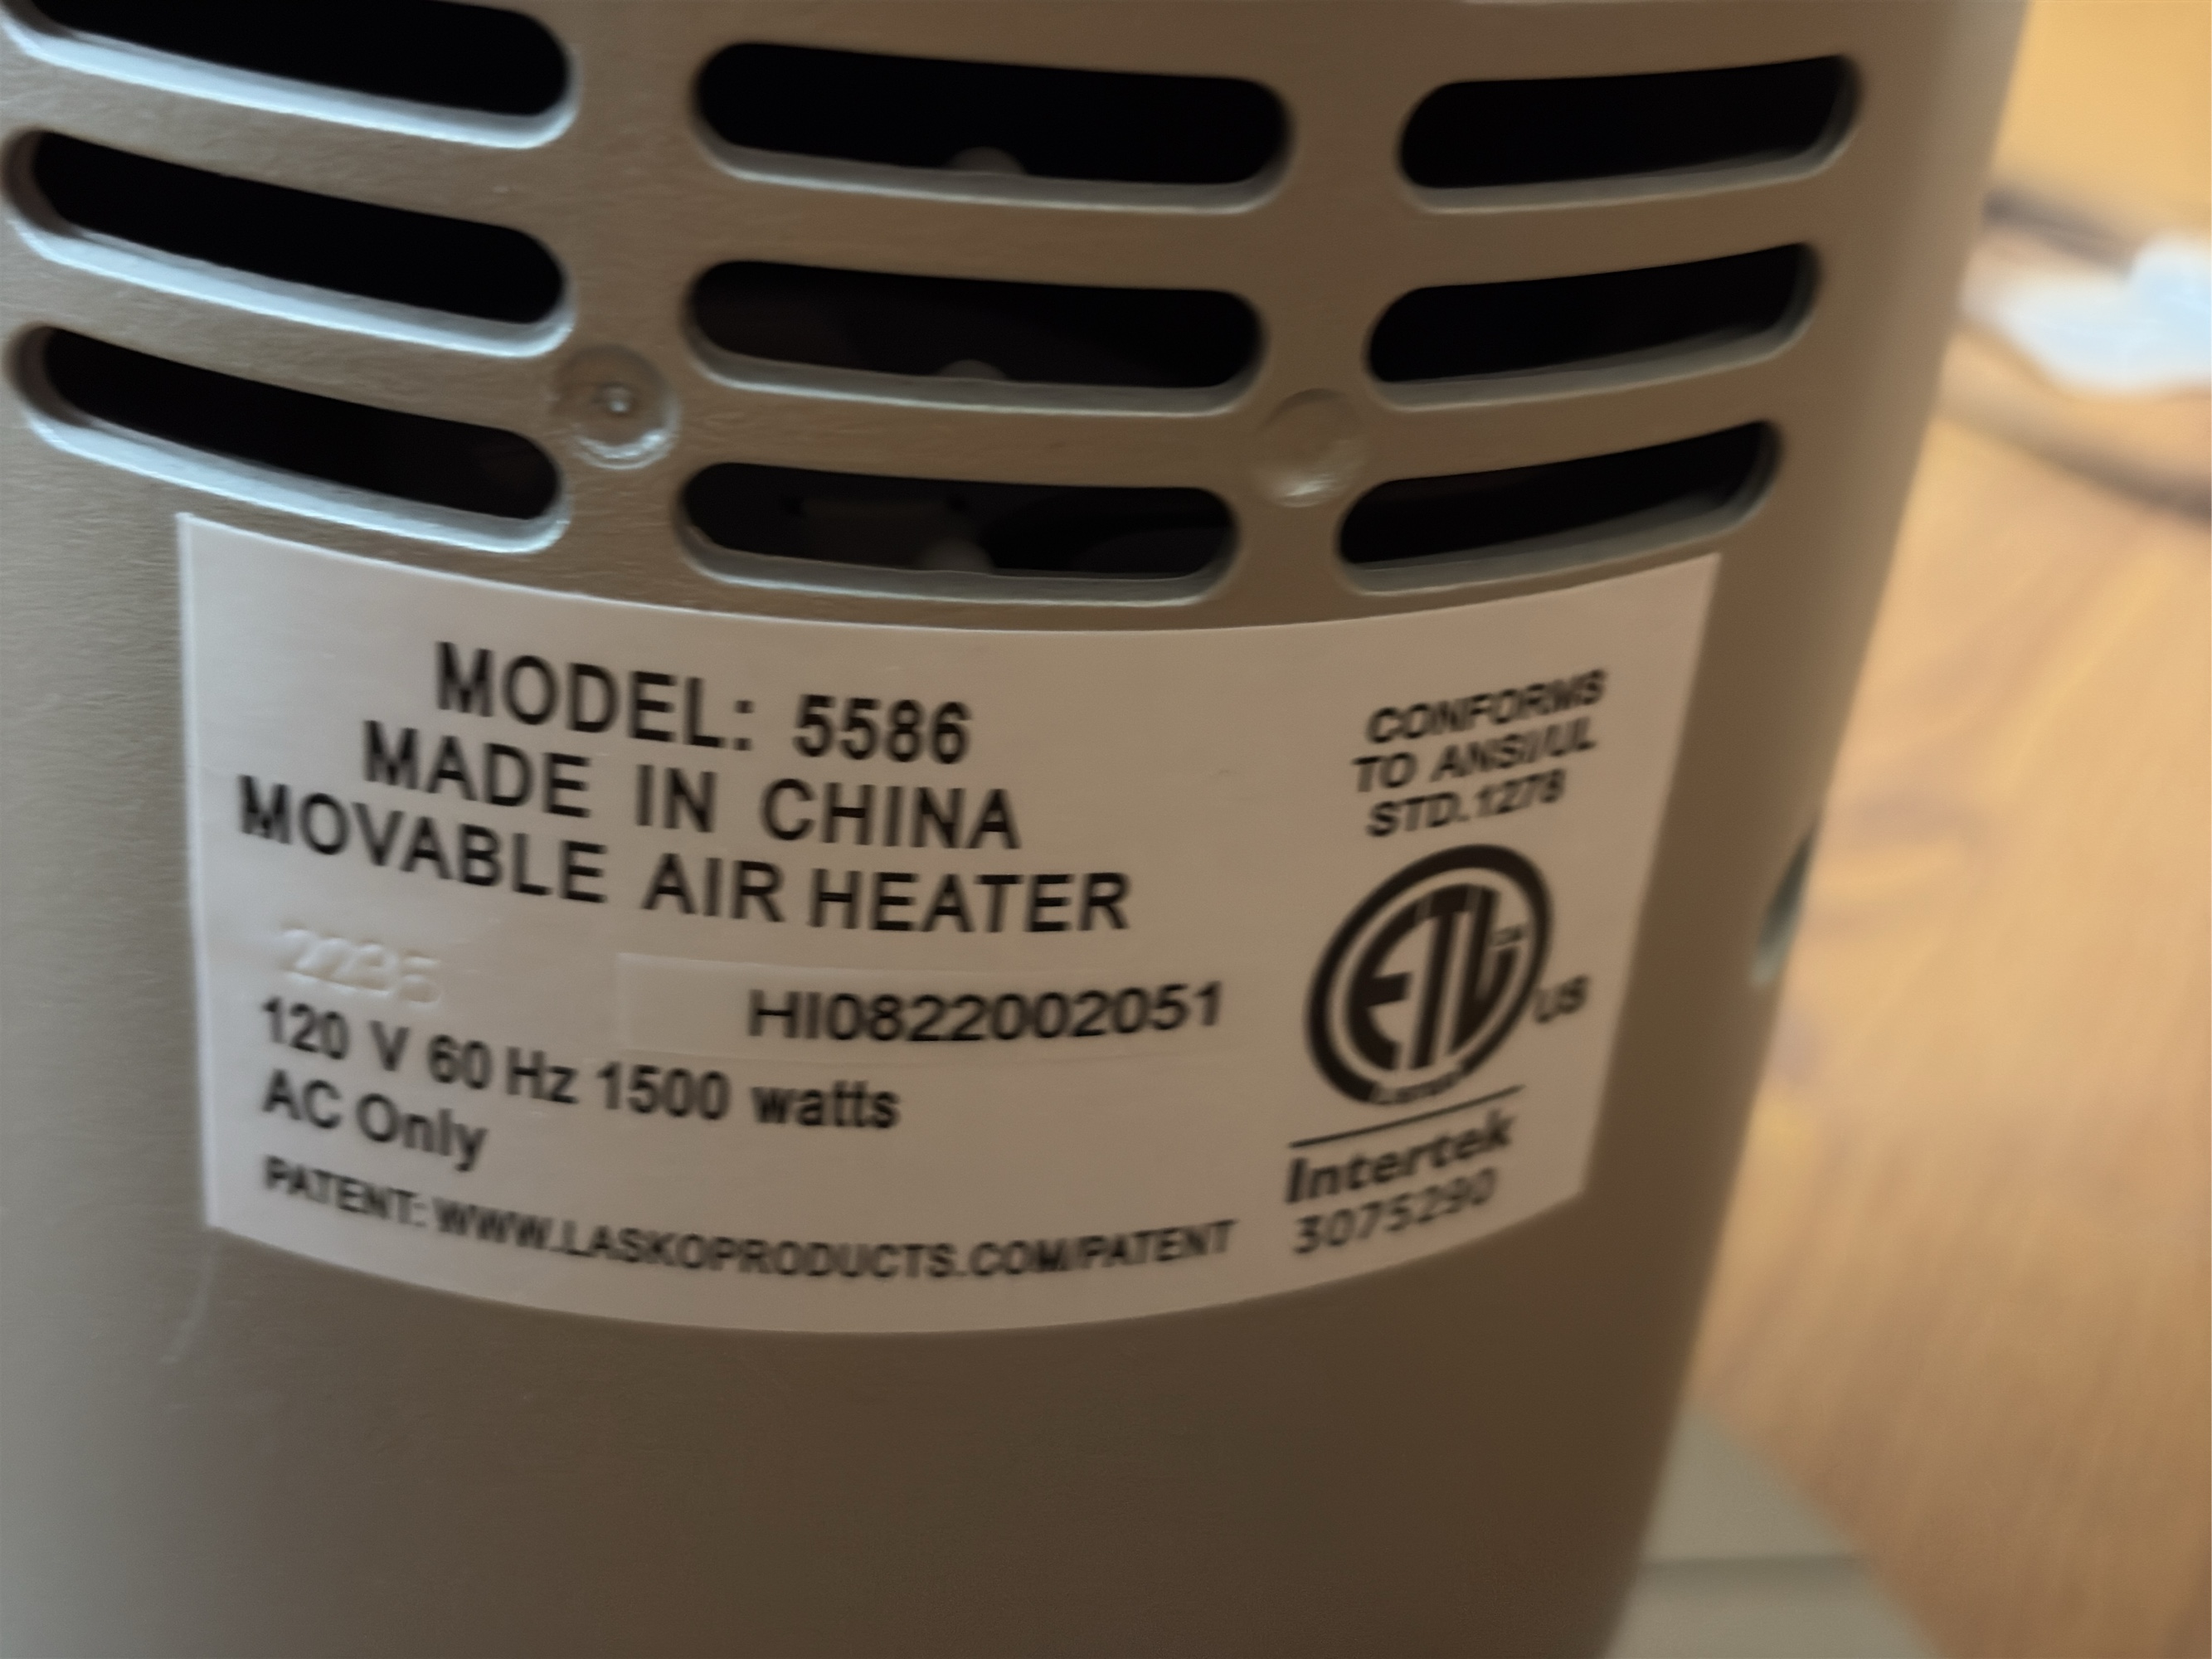 MODEL: 5586
MADE IN CHINA
MOVABLE AIR HEATER
2235
HI0822002051
120 V 60 Hz 1500 watts
AC Only
PATENT: WWW.LASKOPRODUCTS.COM/PATENT
CONFORMS
TO ANSI/UL
STD.1278
ETL
US
Intertek
3075290